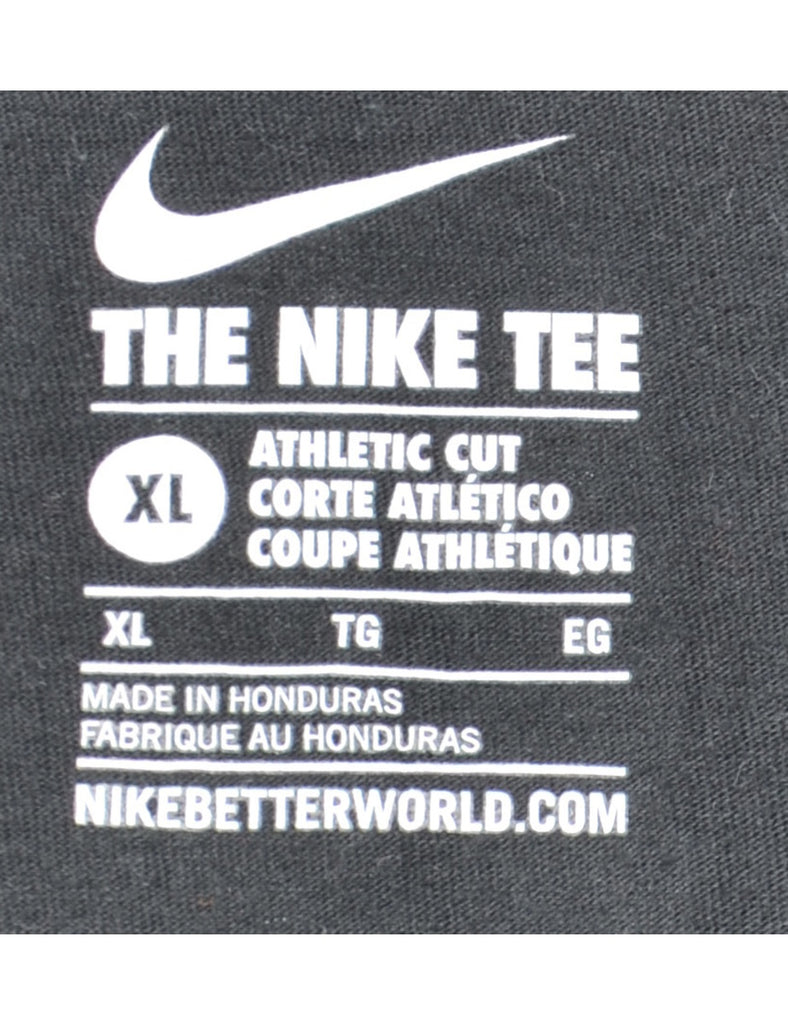 THE NIKE TEE
XL
ATHLETIC CUT
CORTE ATLÉTICO
COUPE ATHLÉTIQUE
XL TG EG
MADE IN HONDURAS
FABRIQUE AU HONDURAS
NIKEBETTERWORLD.COM